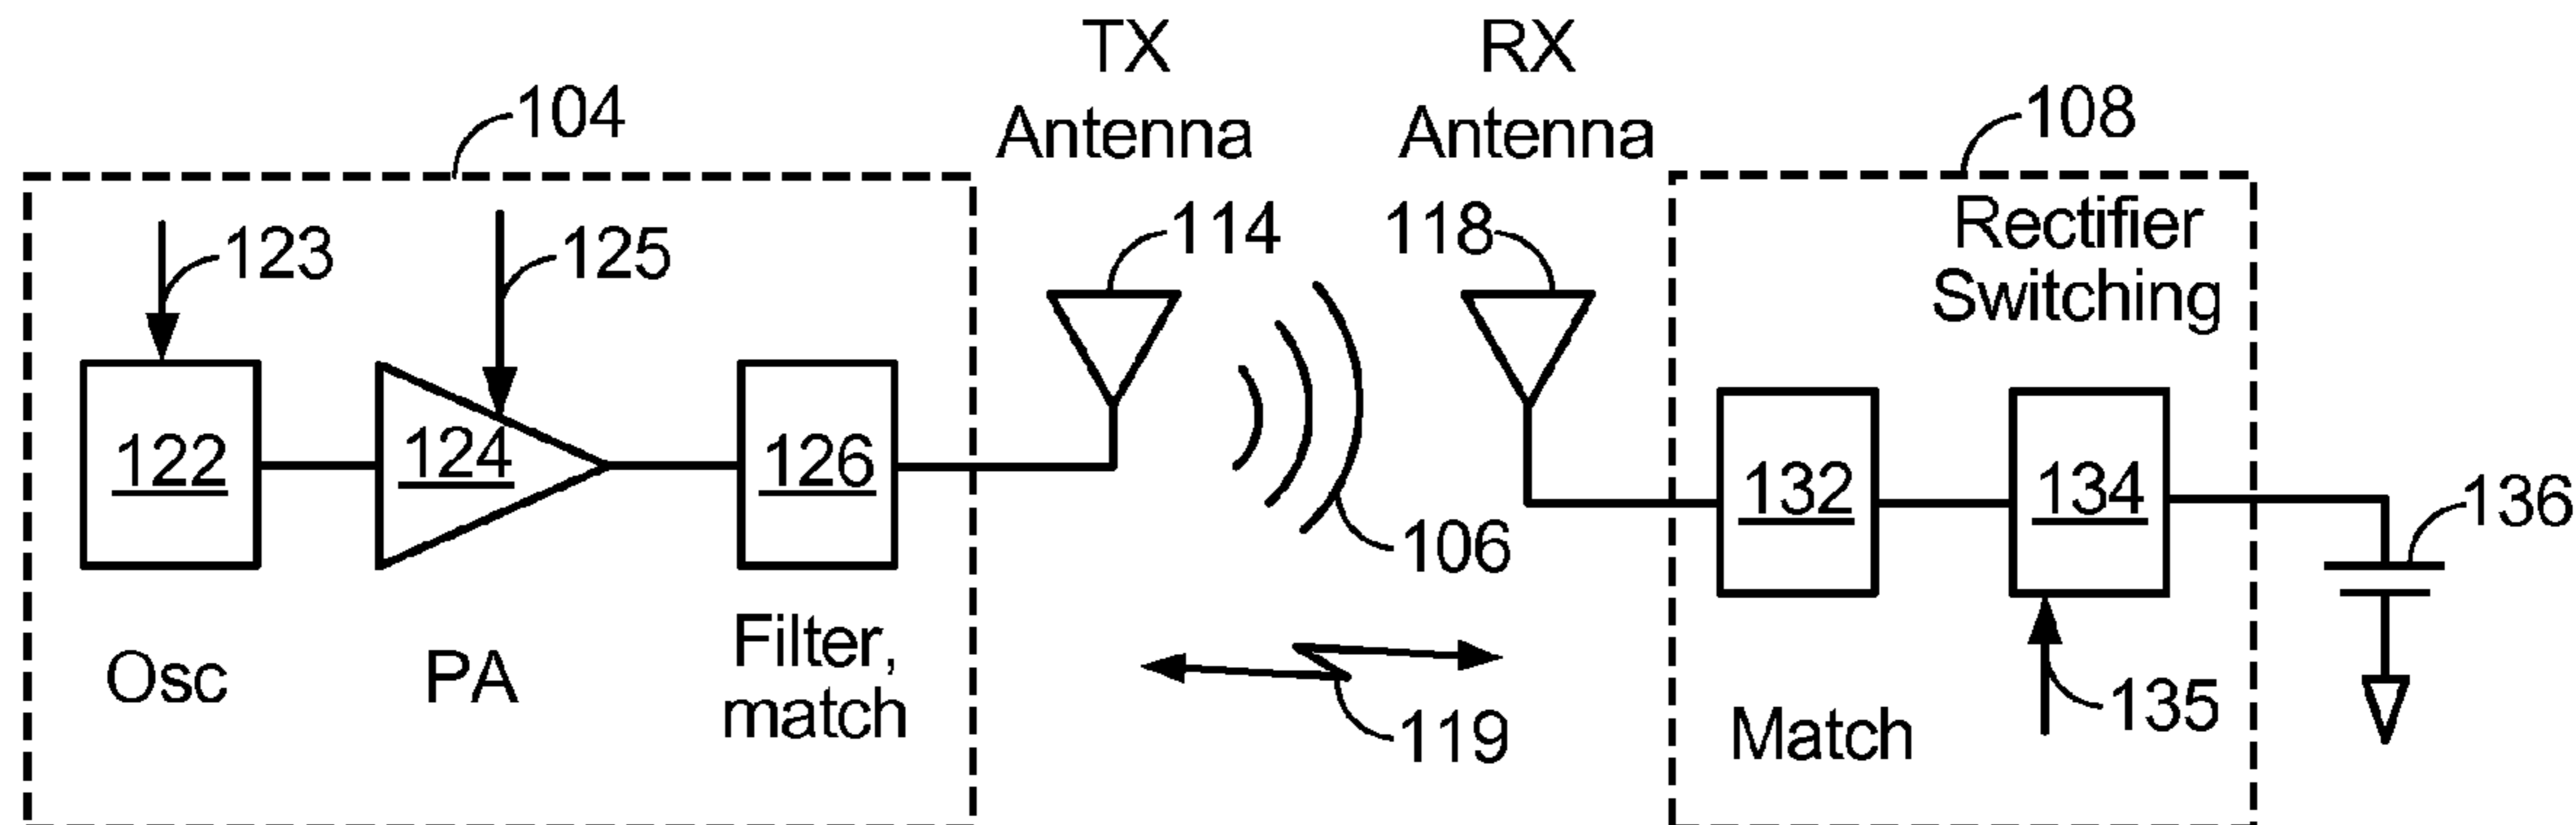 TX
Antenna
RX
Antenna
104
108
Rectifier
Switching
123
125
114
118
122
124
126
132
134
136
106
Osc
PA
Filter,
match
119
Match
135